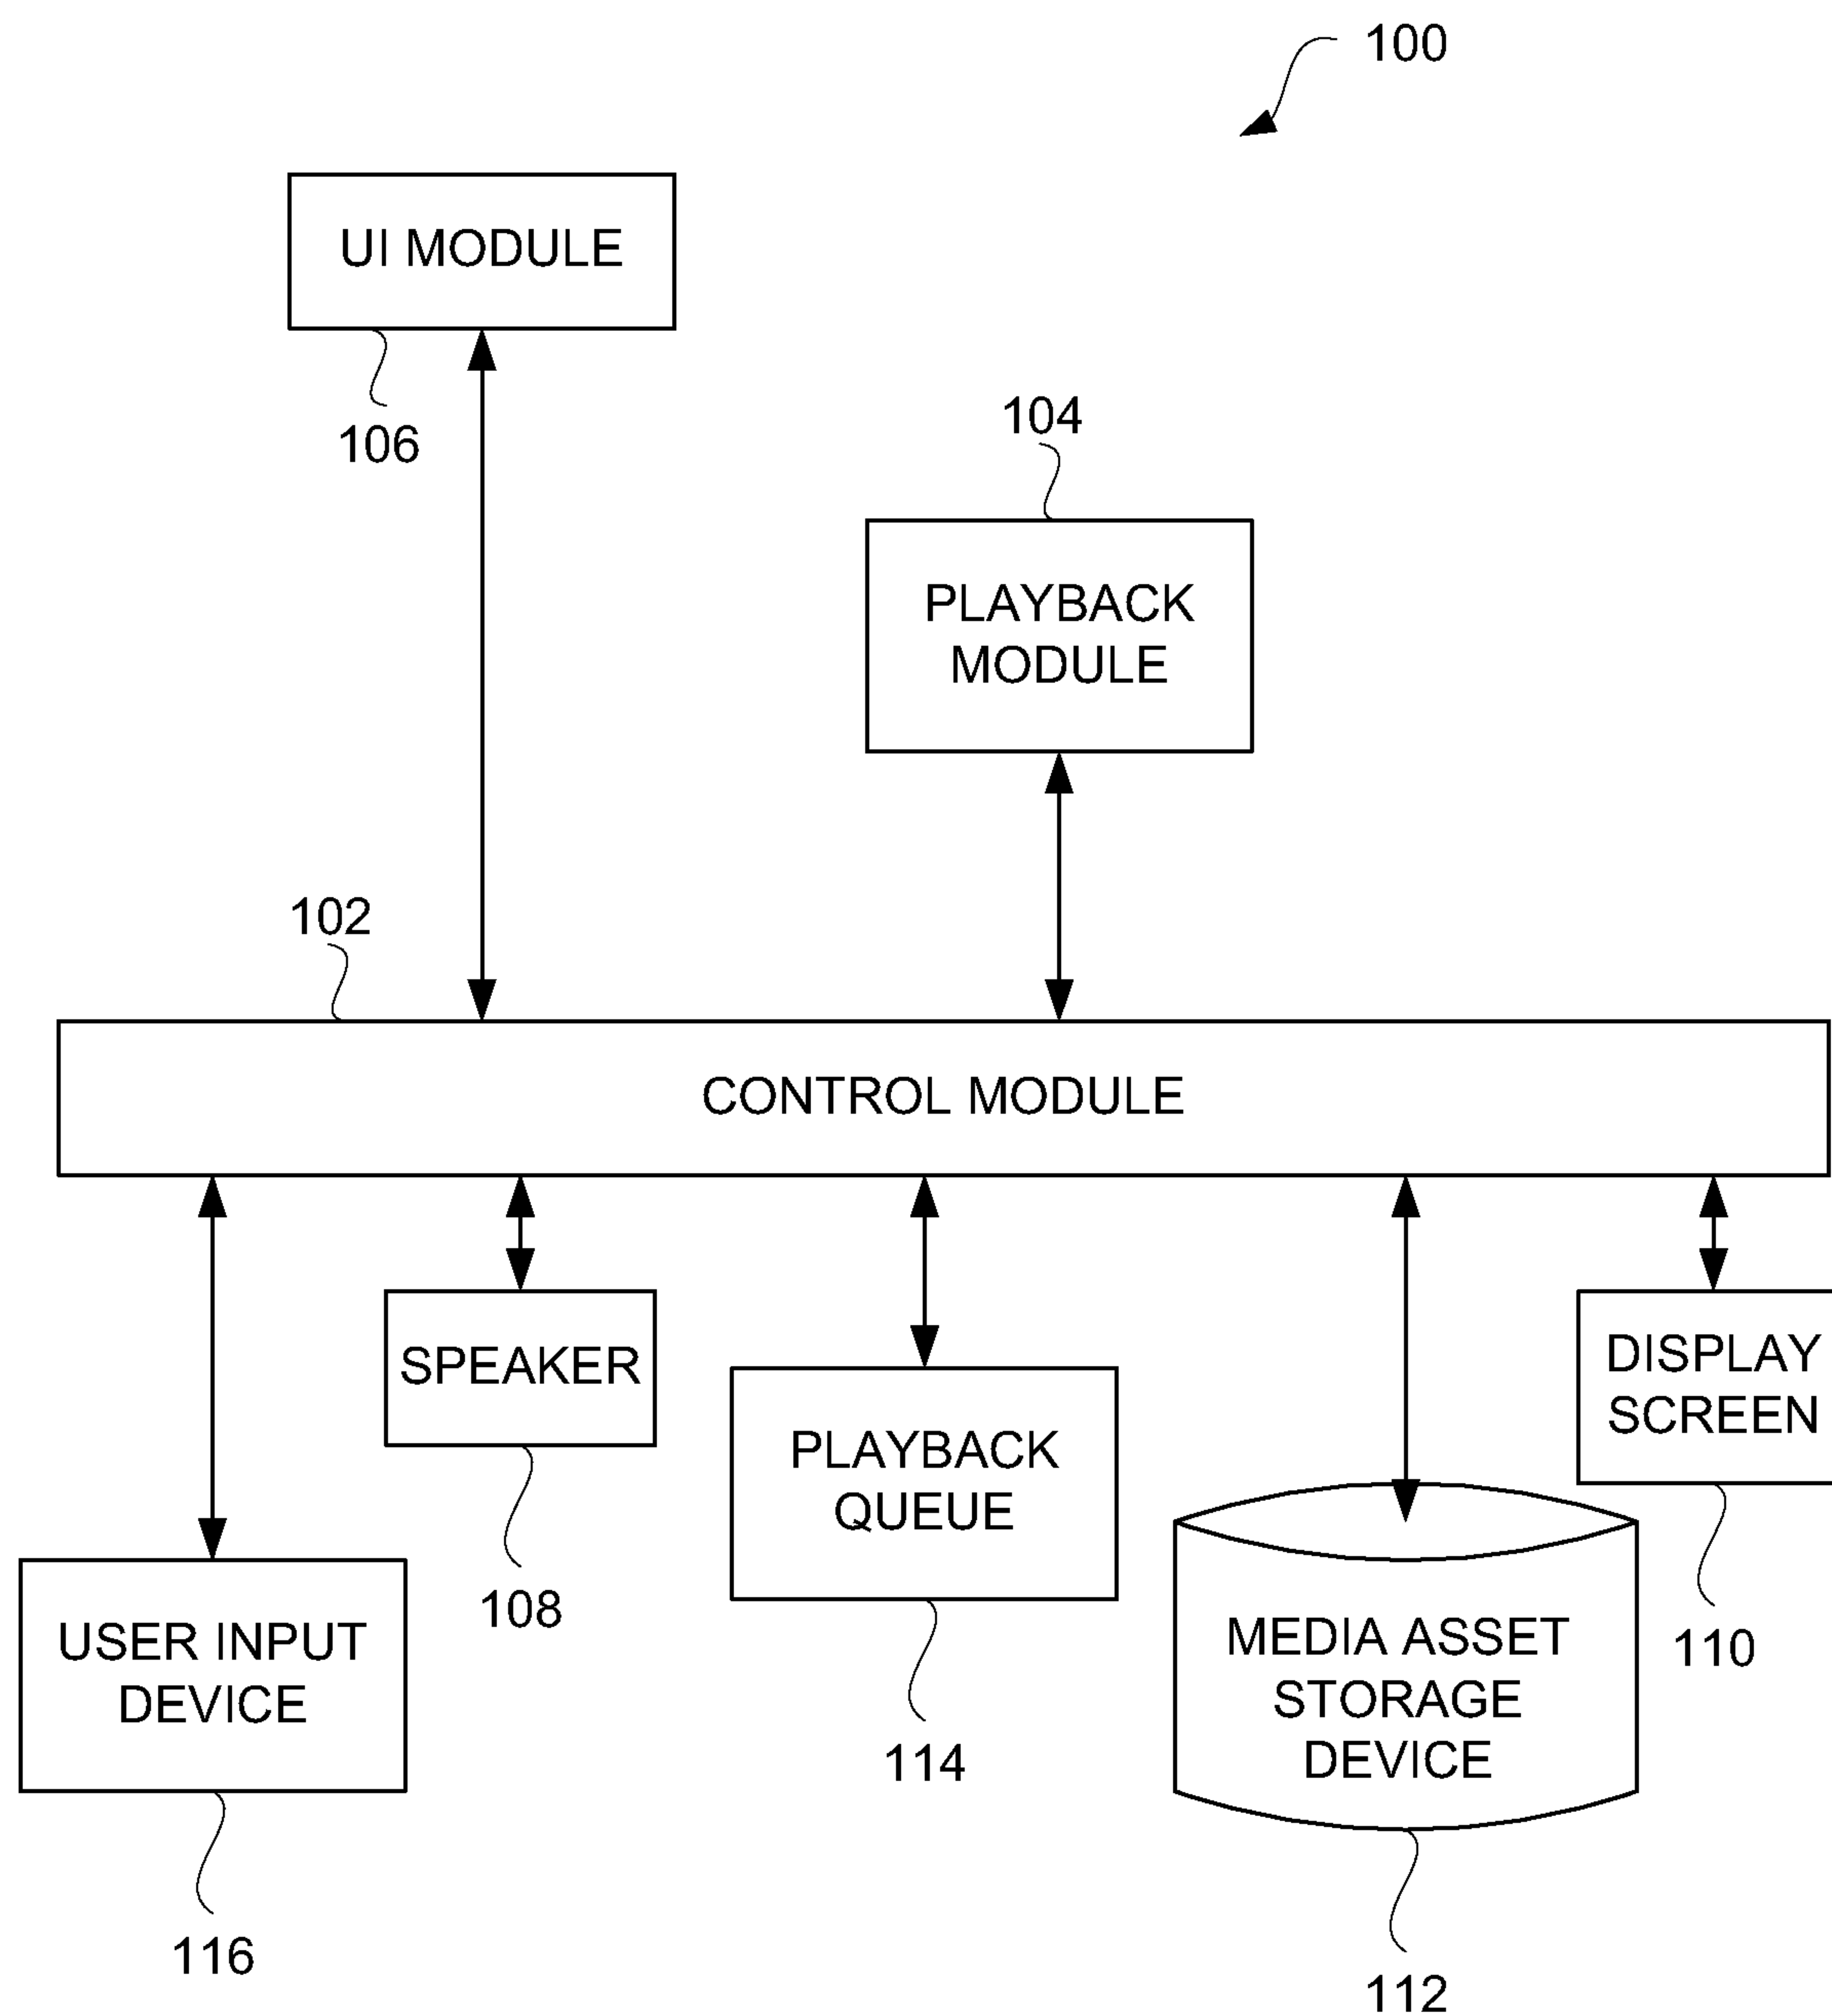 100
UI MODULE
106
104
PLAYBACK
MODULE
102
CONTROL MODULE
SPEAKER
108
DISPLAY
SCREEN
110
PLAYBACK
QUEUE
114
USER INPUT
DEVICE
116
MEDIA ASSET
STORAGE
DEVICE
112